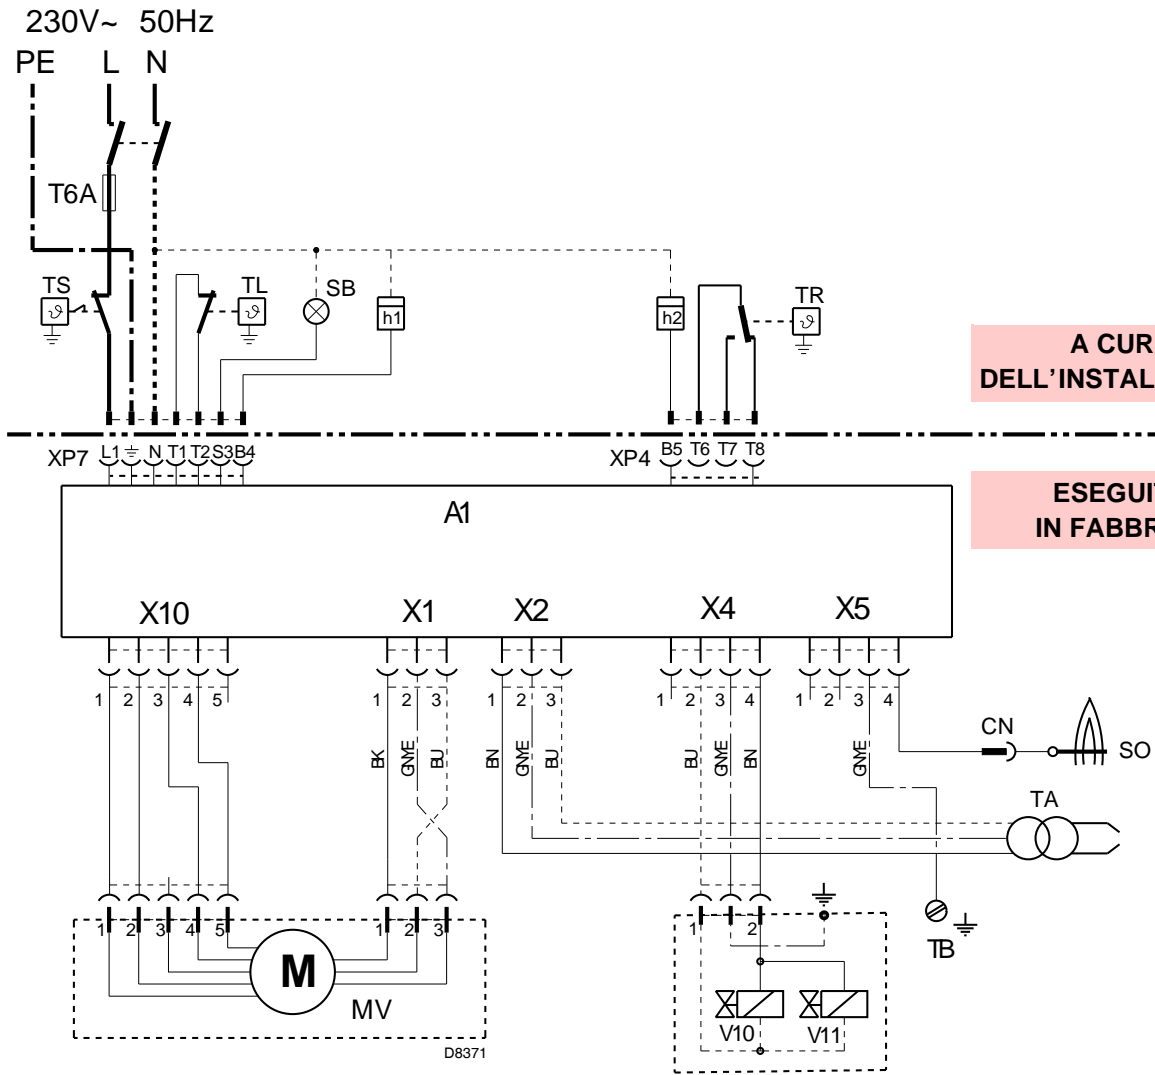 230V~ 50Hz
PE L N
T6A
TS TL SB h1 h2 TR
ϑ ϑ ϑ
A CUR
DELL'INSTAL
XP7 L1 N T1 T2 S3 B4 XP4 B5 T6 T7 T8
ESEGUI
IN FABBR
A1
X10 X1 X2 X4 X5
1 2 3 4 5 1 2 3 1 2 3 1 2 3 4 1 2 3 4
BK GNYE BU BN GNYE BU BU GNYE BN GNYE
CN
SO
TA
1 2 3 4 5 1 2 3 1 2
TB
M
MV
V10 V11
D8371